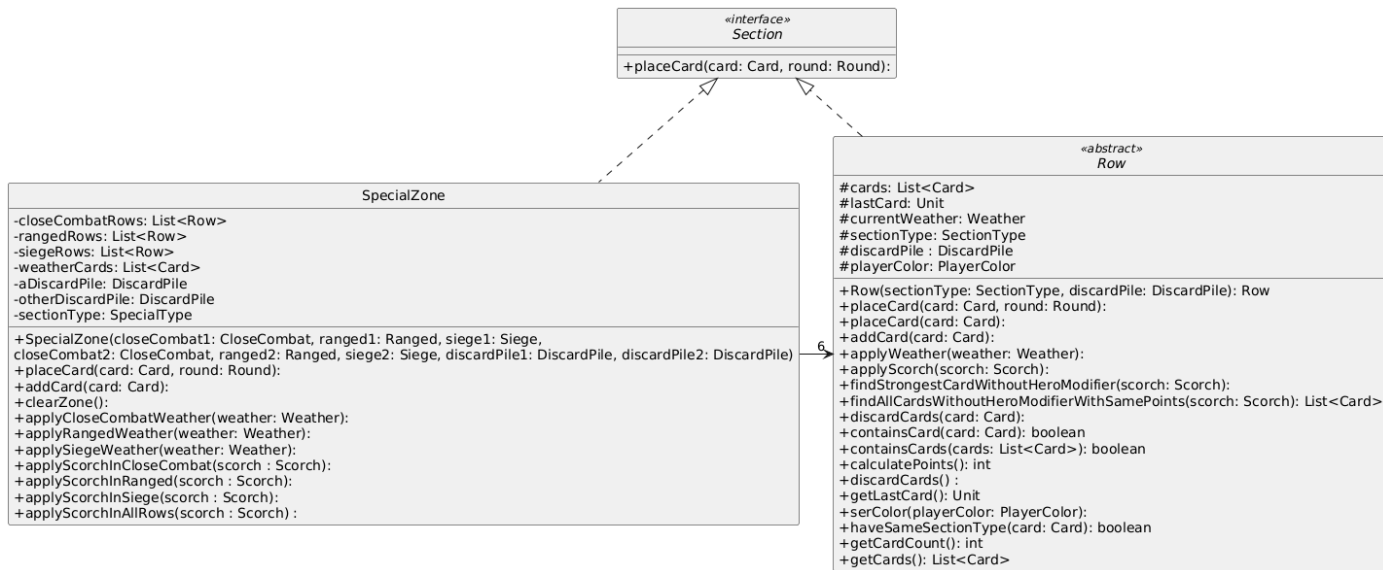 «interface»
Section
+placeCard(card: Card, round: Round):
SpecialZone
-closeCombatRows: List<Row>
-rangedRows: List<Row>
-siegeRows: List<Row>
-weatherCards: List<Card>
-aDiscardPile: DiscardPile
-otherDiscardPile: DiscardPile
-sectionType: SpecialType
+SpecialZone(closeCombat1: CloseCombat, ranged1: Ranged, siege1: Siege,
closeCombat2: CloseCombat, ranged2: Ranged, siege2: Siege, discardPile1: DiscardPile, discardPile2: DiscardPile)
+placeCard(card: Card, round: Round):
+addCard(card: Card):
+clearZone():
+applyCloseCombatWeather(weather: Weather):
+applyRangedWeather(weather: Weather):
+applySiegeWeather(weather: Weather):
+applyScorchInCloseCombat(scorch : Scorch):
+applyScorchInRanged(scorch : Scorch):
+applyScorchInSiege(scorch : Scorch):
+applyScorchInAllRows(scorch : Scorch) :
6
«abstract»
Row
#cards: List<Card>
#lastCard: Unit
#currentWeather: Weather
#sectionType: SectionType
#discardPile : DiscardPile
#playerColor: PlayerColor
+Row(sectionType: SectionType, discardPile: DiscardPile): Row
+placeCard(card: Card, round: Round):
+placeCard(card: Card):
+addCard(card: Card):
+applyWeather(weather: Weather):
+applyScorch(scorch: Scorch):
+findStrongestCardWithoutHeroModifier(scorch: Scorch):
+findAllCardsWithoutHeroModifierWithSamePoints(scorch: Scorch): List<Card>
+discardCards(card: Card):
+containsCard(card: Card): boolean
+containsCards(cards: List<Card>): boolean
+calculatePoints(): int
+discardCards() :
+getLastCard(): Unit
+serColor(playerColor: PlayerColor):
+haveSameSectionType(card: Card): boolean
+getCardCount(): int
+getCards(): List<Card>